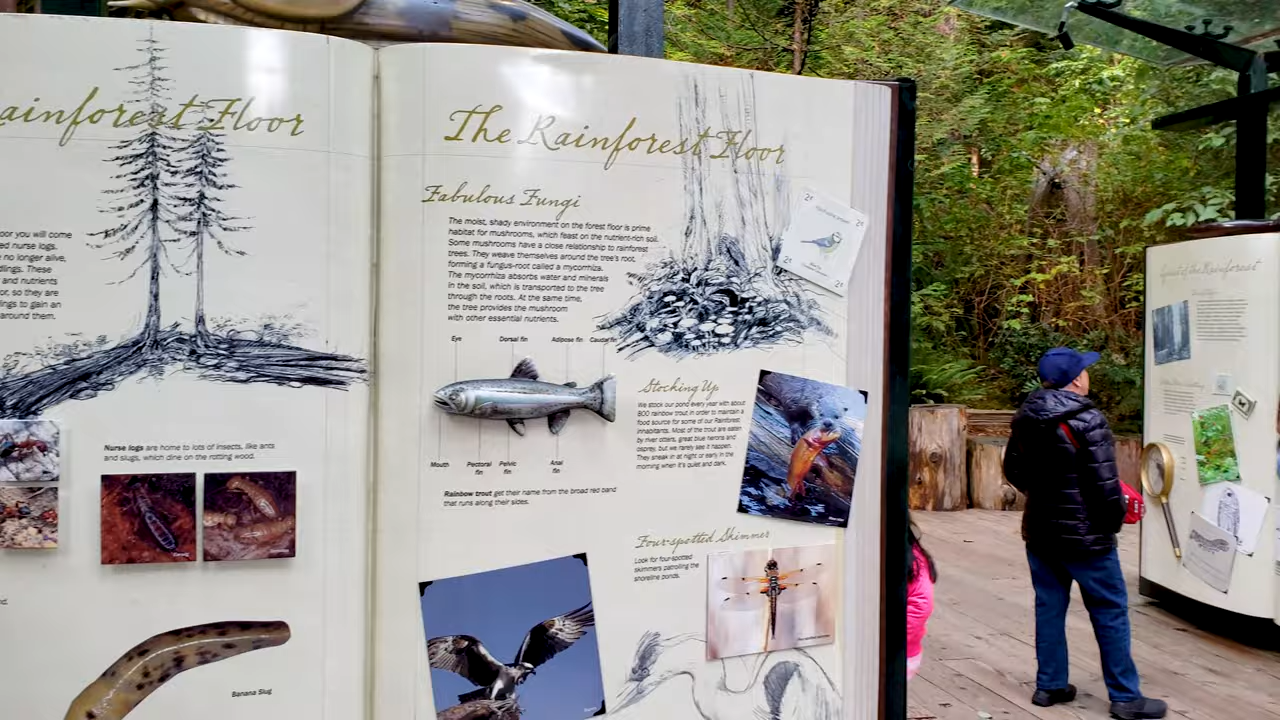 ainforest Floor
oor you will come
ed nurse logs.
no longer alive,
dlings. These
and nutrients
or, so they are
lings to gain an
around them.
Nurse logs are home to lots of insects, like ants
and slugs, which dine on the rotting wood.
Earwig
Banana Slug
The Rainforest Floor
Fabulous Fungi
The moist, shady environment on the forest floor is prime
habitat for mushrooms, which feast on the nutrient-rich soil.
Some mushrooms have a close relationship to rainforest
trees. They weave themselves around the tree's root,
forming a fungus-root called a mycorrhiza.
The mycorrhiza absorbs water and minerals
in the soil, which is transported to the tree
through the roots. At the same time,
the tree provides the mushroom
with other essential nutrients.
Eye Dorsal fin Adipose fin Caudal fin
Mouth Pectoral fin Pelvic fin Anal fin
Rainbow trout get their name from the broad red band
that runs along their sides.
Stocking Up
We stock our pond every year with about
800 rainbow trout in order to maintain a
food source for some of our Rainforest
inhabitants. Most of the trout are eaten
by river otters, great blue herons and
osprey, but we rarely see it happen.
They sneak in at night or early in the
morning when it's quiet and dark.
Four-spotted Skimmer
Look for four-spotted
skimmers patrolling the
shoreline ponds.
2¢
2¢
2¢
2¢
of the Rainforest